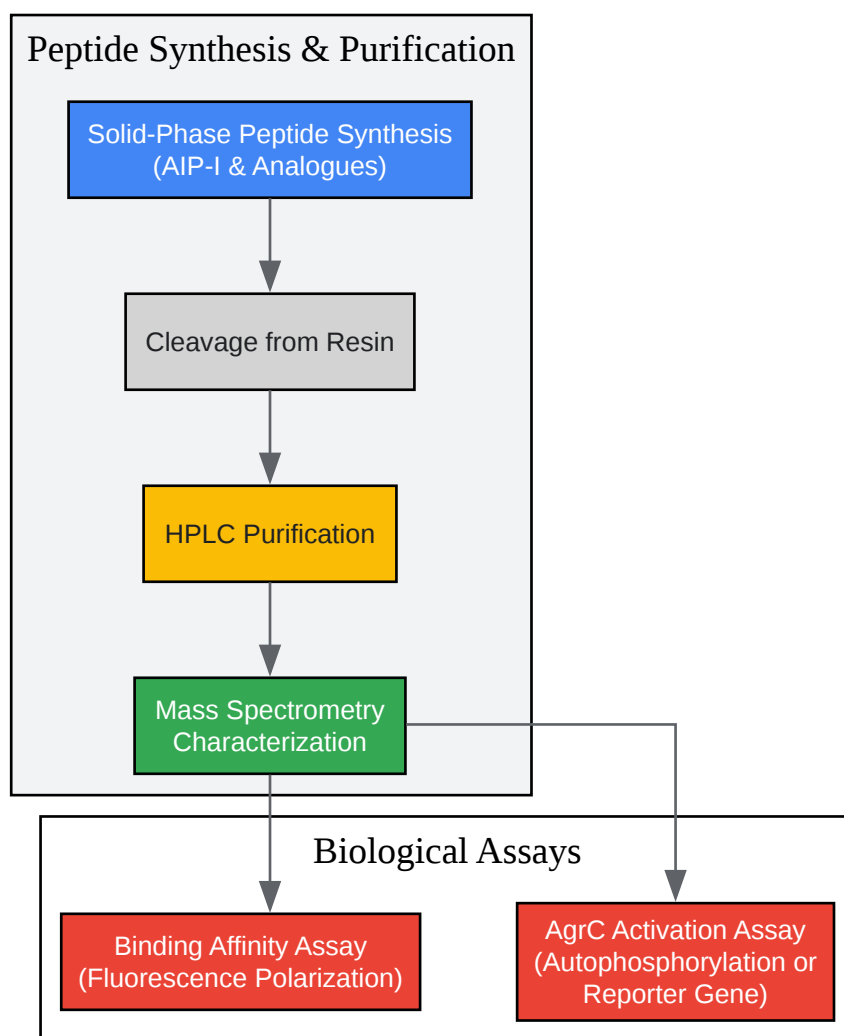 Peptide Synthesis & Purification
Solid-Phase Peptide Synthesis
(AIP-I & Analogues)
Cleavage from Resin
HPLC Purification
Mass Spectrometry
Characterization
Biological Assays
Binding Affinity Assay
(Fluorescence Polarization)
AgrC Activation Assay
(Autophosphorylation or
Reporter Gene)